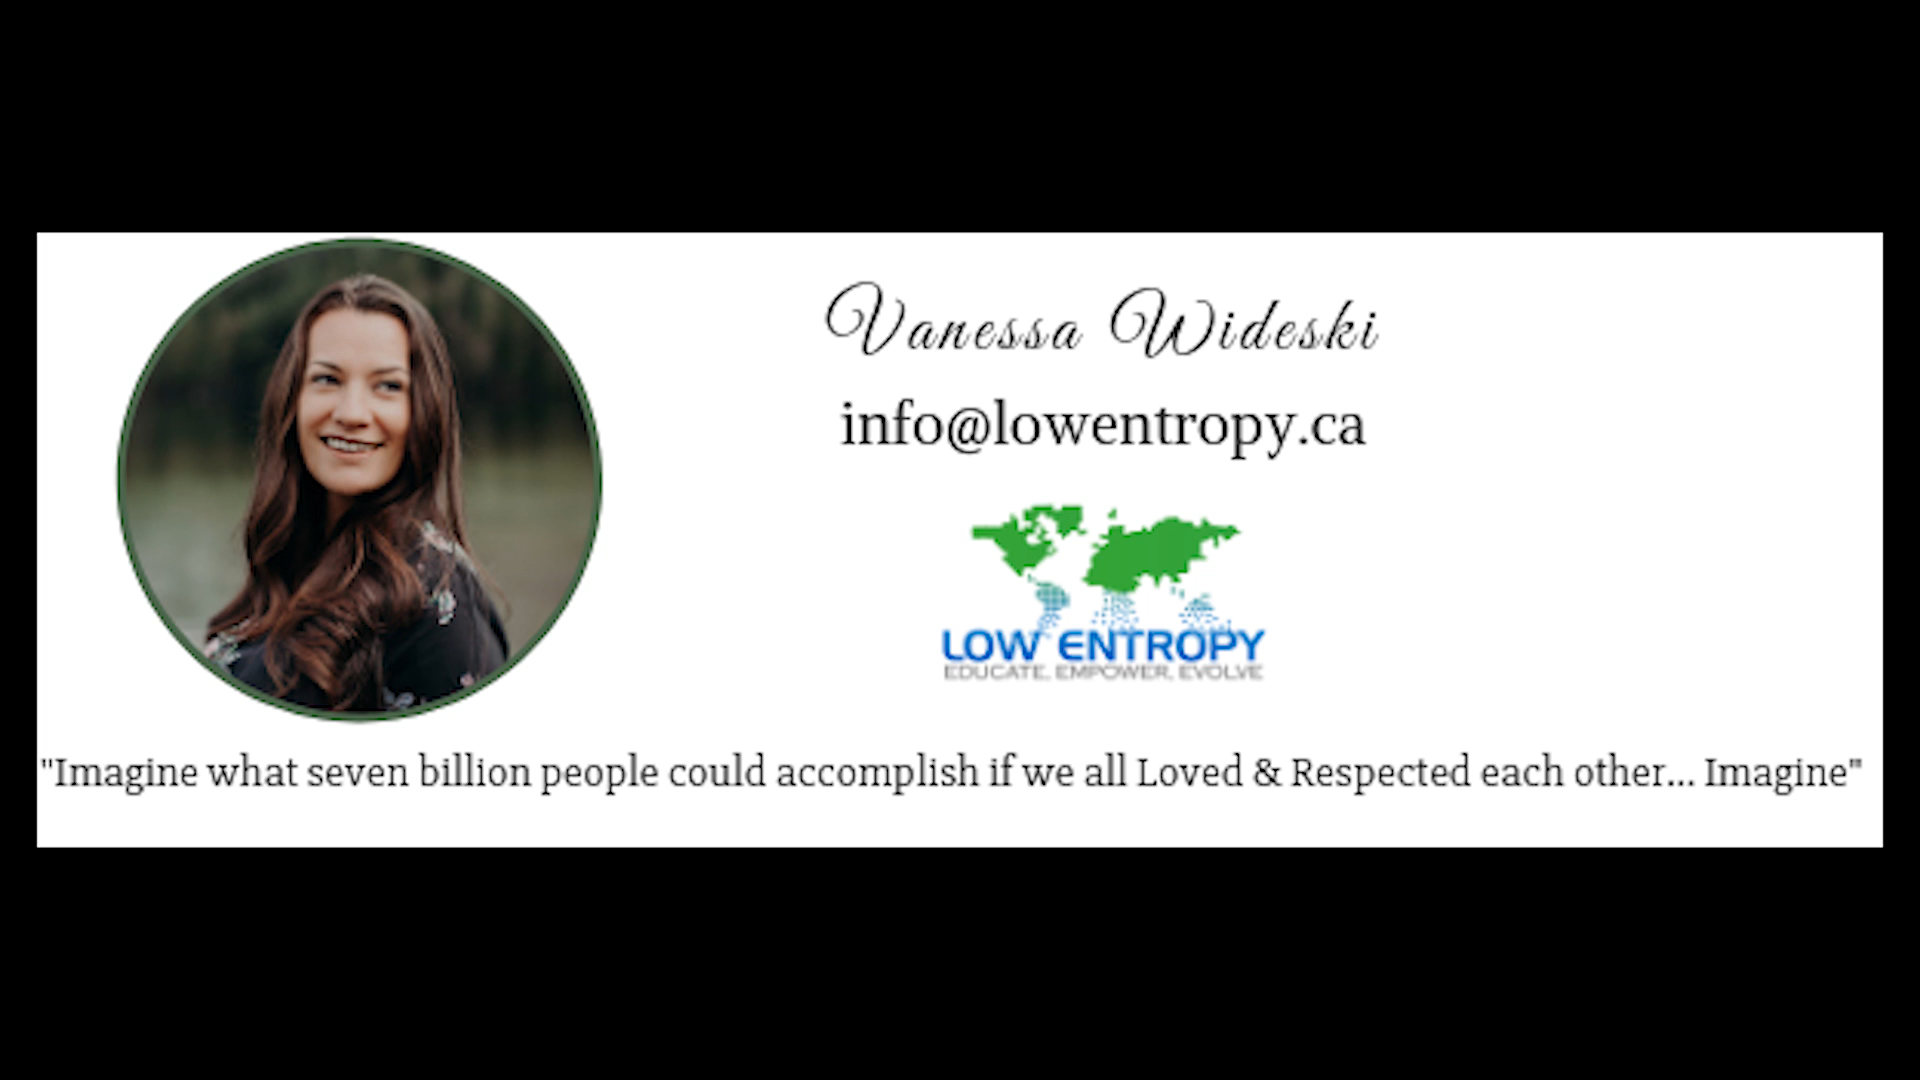 Vanessa Wideski
info@lowentropy.ca
LOW ENTROPY
EDUCATE, EMPOWER, EVOLVE
"Imagine what seven billion people could accomplish if we all Loved & Respected each other... Imagine"